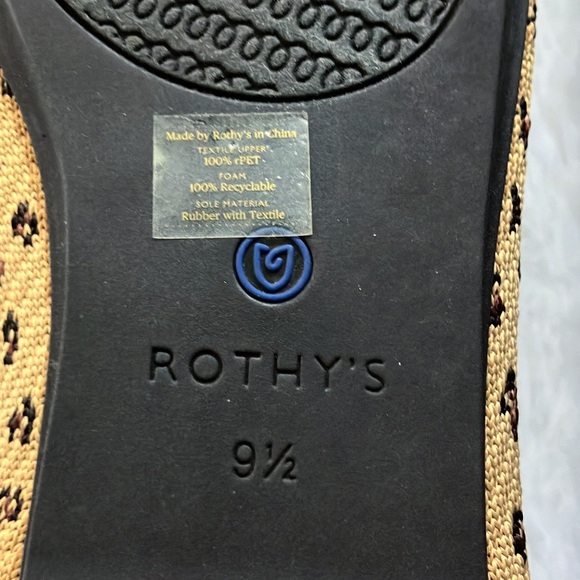 Made by Rothy's in China
TEXTILE UPPER
100% rPET
FOAM
100% Recyclable
SOLE MATERIAL
Rubber with Textile
ROTHY'S
9½